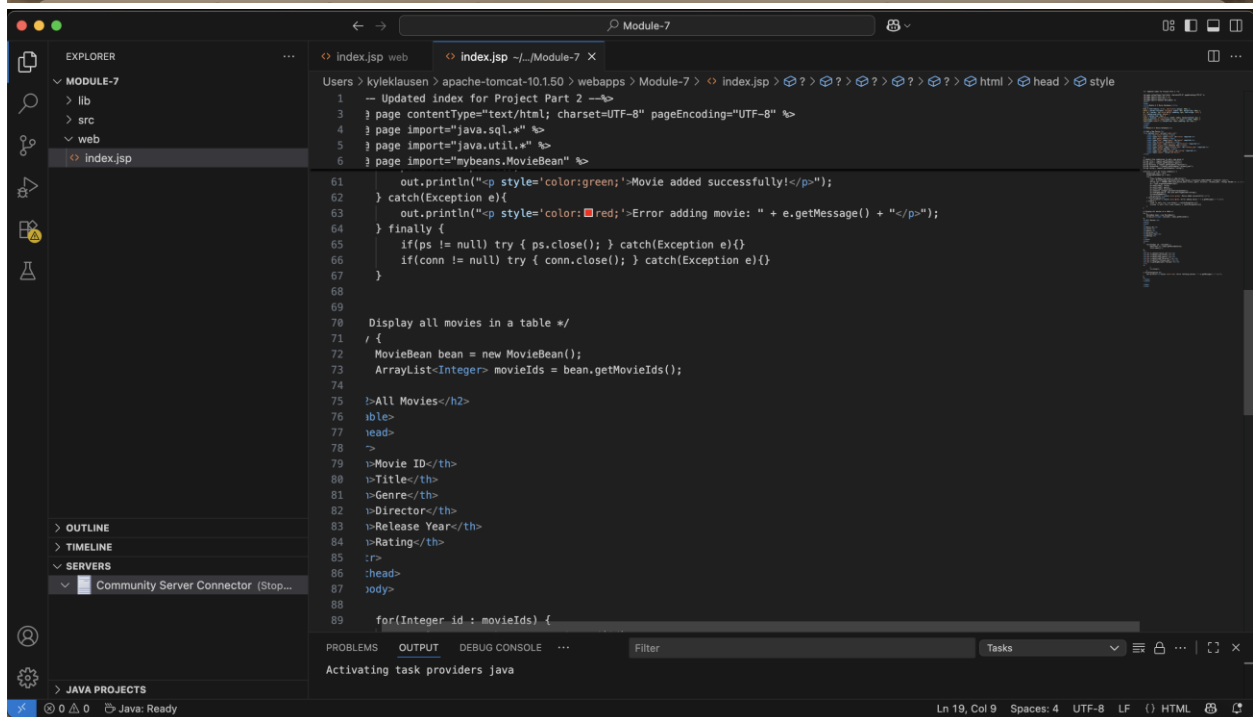 Module-7
EXPLORER
index.jsp web
index.jsp ~/.../Module-7
MODULE-7
lib
src
web
index.jsp
Users > kyleklausen > apache-tomcat-10.1.50 > webapps > Module-7 > index.jsp > ? > ? > ? > ? > ? > html > head > style
1 -- Updated index for Project Part 2 --%>
3 page contentType="text/html; charset=UTF-8" pageEncoding="UTF-8" %>
4 page import="java.sql.*" %>
5 page import="java.util.*" %>
6 page import="mybeans.MovieBean" %>
61 out.println("<p style='color:green;'>Movie added successfully!</p>");
62 } catch(Exception e){
63 out.println("<p style='color:red;'>Error adding movie: " + e.getMessage() + "</p>");
64 } finally {
65 if(ps != null) try { ps.close(); } catch(Exception e){}
66 if(conn != null) try { conn.close(); } catch(Exception e){}
67 }
68
69
70 Display all movies in a table */
71 {
72 MovieBean bean = new MovieBean();
73 ArrayList<Integer> movieIds = bean.getMovieIds();
74
75 >All Movies</h2>
76 able>
77 head>
78 >
79 >Movie ID</th>
80 >Title</th>
81 >Genre</th>
82 >Director</th>
83 >Release Year</th>
84 >Rating</th>
85 tr>
86 thead>
87 body>
88
89 for(Integer id : movieIds) {
OUTLINE
TIMELINE
SERVERS
Community Server Connector (Stop...
JAVA PROJECTS
PROBLEMS OUTPUT DEBUG CONSOLE ... Filter Tasks
Activating task providers java
0 0 Java: Ready
Ln 19, Col 9 Spaces: 4 UTF-8 LF {} HTML